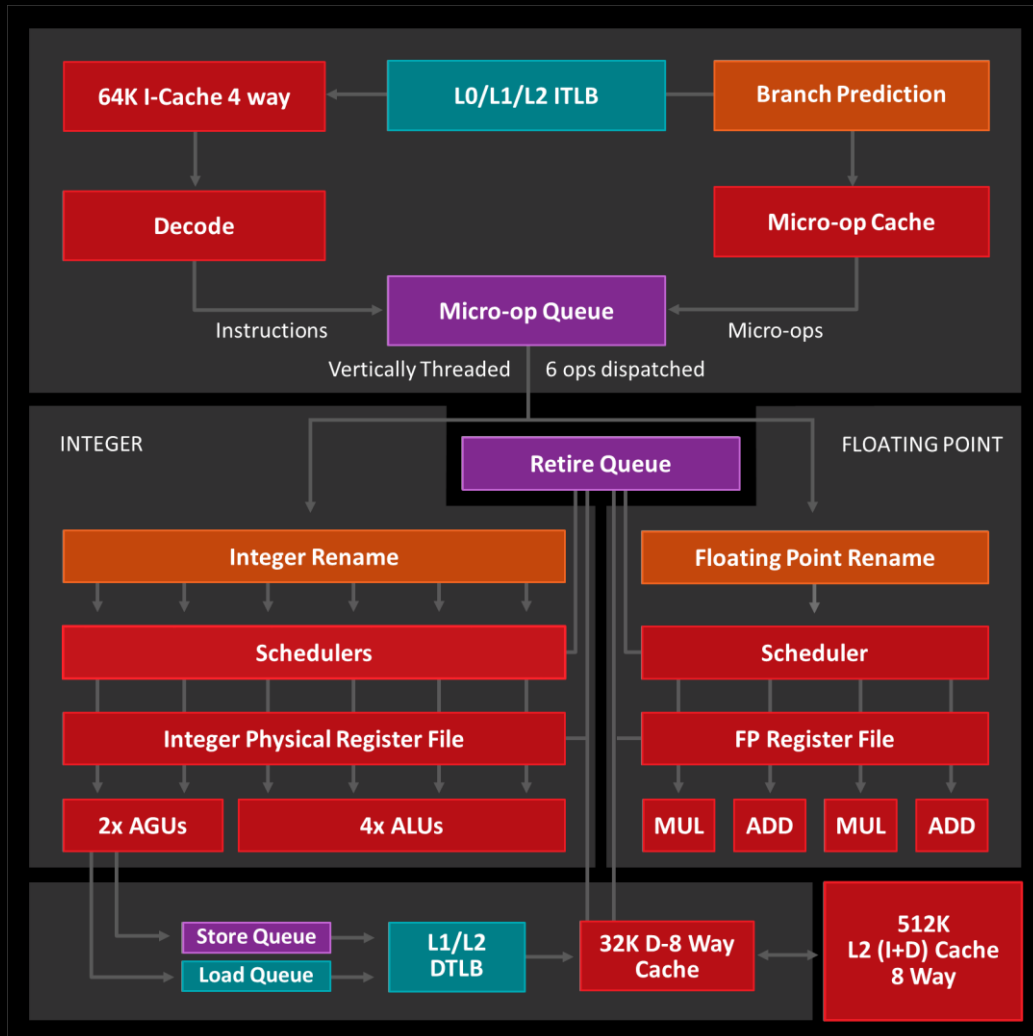 64K I-Cache 4 way
L0/L1/L2 ITLB
Branch Prediction
Decode
Micro-op Cache
Micro-op Queue
Instructions
Micro-ops
Vertically Threaded
6 ops dispatched
INTEGER
Retire Queue
FLOATING POINT
Integer Rename
Floating Point Rename
Schedulers
Scheduler
Integer Physical Register File
FP Register File
2x AGUs
4x ALUs
MUL
ADD
MUL
ADD
Store Queue
Load Queue
L1/L2
DTLB
32K D-8 Way
Cache
512K
L2 (I+D) Cache
8 Way